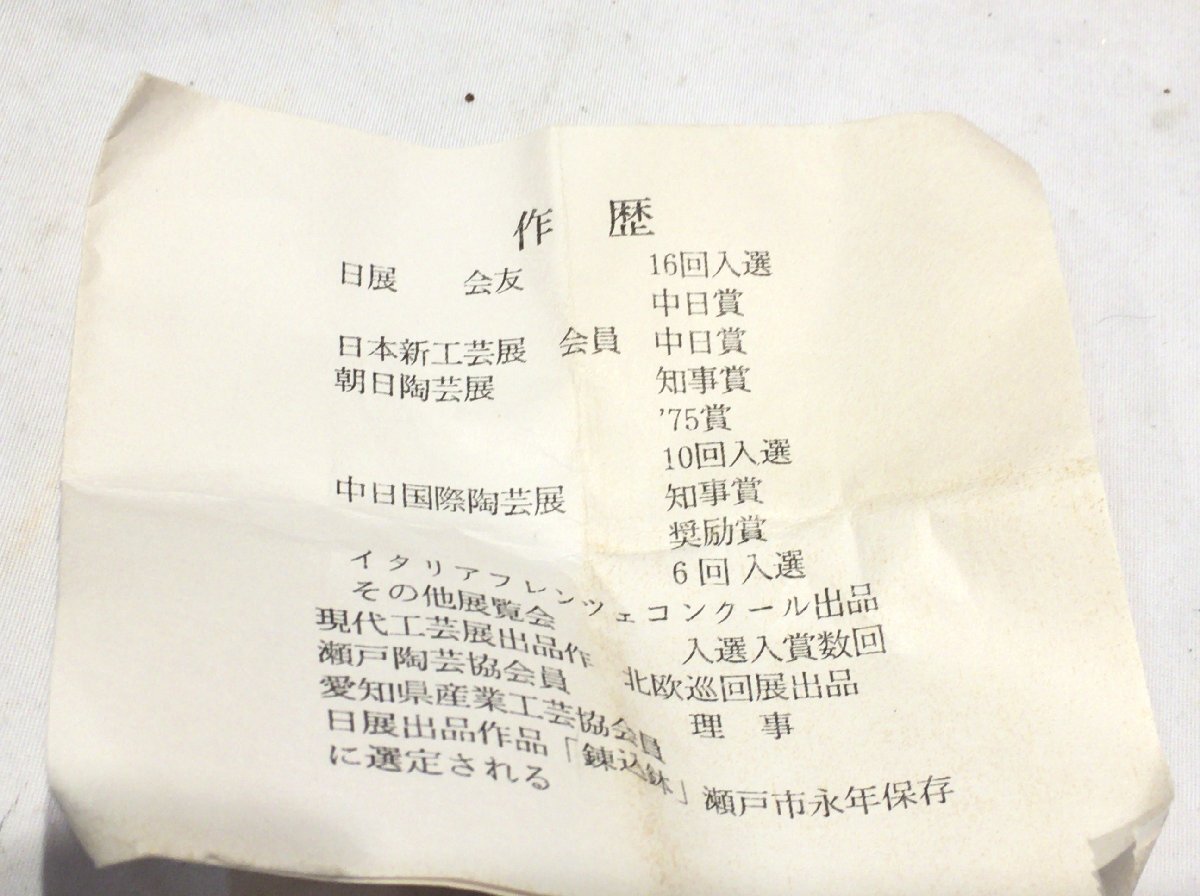 作 歴
日展 会友 16回入選
中日賞
日本新工芸展 会員 中日賞
朝日陶芸展 知事賞
'75賞
10回入選
中日国際陶芸展 知事賞
奨励賞
6回入選
イタリアフレンツェコンクール出品
その他展覧会 入選入賞数回
現代工芸展出品作 北欧巡回展出品
瀬戸陶芸協会員 理 事
愛知県産業工芸協会員
日展出品作品「錬込鉢」瀬戸市永年保存
に選定される